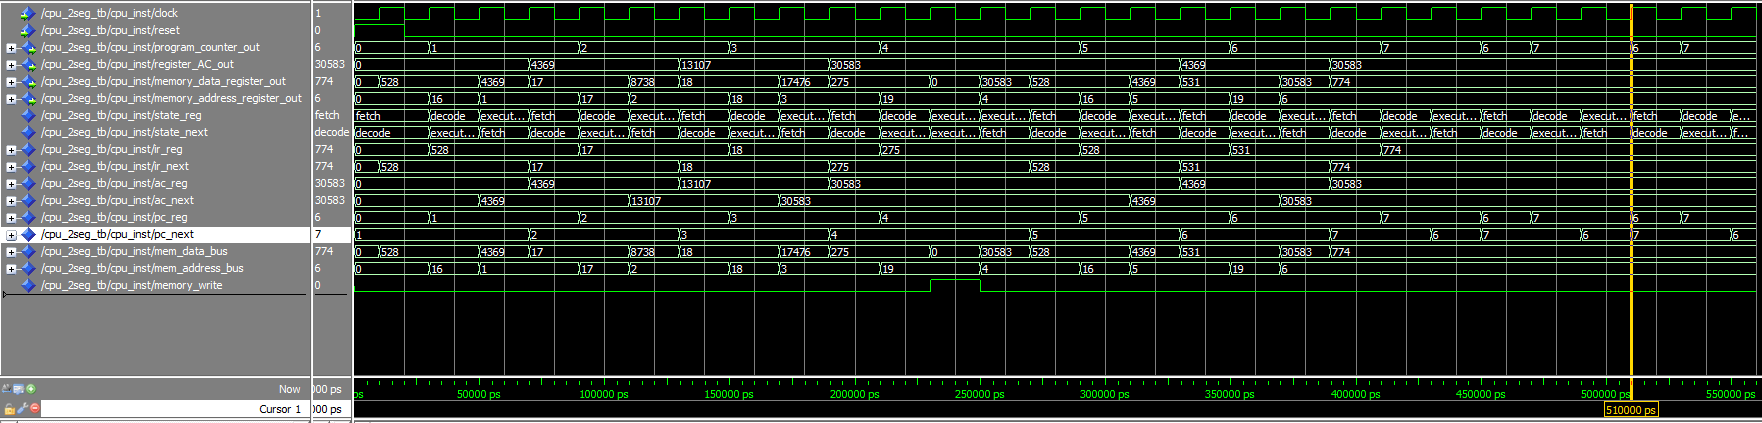 /cpu_2seg_tb/cpu_inst/clock 1
/cpu_2seg_tb/cpu_inst/reset 0
/cpu_2seg_tb/cpu_inst/program_counter_out 6 0 1 2 3 4 5 6 7 6 7 6 7
/cpu_2seg_tb/cpu_inst/register_AC_out 30583 0 4369 13107 30583 4369 30583
/cpu_2seg_tb/cpu_inst/memory_data_register_out 774 0 528 4369 17 8738 18 17476 275 0 30583 528 4369 531 30583 774
/cpu_2seg_tb/cpu_inst/memory_address_register_out 6 0 16 1 17 2 18 3 19 4 16 5 19 6
/cpu_2seg_tb/cpu_inst/state_reg fetch fetch decode execut... fetch decode execut... fetch decode execut... fetch decode execut... fetch decode execut... fetch decode execut... fetch decode execut... fetch decode execut... fetch decode execut... fetch decode e...
/cpu_2seg_tb/cpu_inst/state_next decode decode execut... fetch decode execut... fetch decode execut... fetch decode execut... fetch decode execut... fetch decode execut... fetch decode execut... fetch decode execut... fetch decode execut... fetch decode execut... f...
/cpu_2seg_tb/cpu_inst/ir_reg 774 0 528 17 18 275 528 531 774
/cpu_2seg_tb/cpu_inst/ir_next 774 0 528 17 18 275 528 531 774
/cpu_2seg_tb/cpu_inst/ac_reg 30583 0 4369 13107 30583 4369 30583
/cpu_2seg_tb/cpu_inst/ac_next 30583 0 4369 13107 30583 4369 30583
/cpu_2seg_tb/cpu_inst/pc_reg 6 0 1 2 3 4 5 6 7 6 7 6 7
/cpu_2seg_tb/cpu_inst/pc_next 7 1 2 3 4 5 6 7 6 7 6 7 6
/cpu_2seg_tb/cpu_inst/mem_data_bus 774 0 528 4369 17 8738 18 17476 275 0 30583 528 4369 531 30583 774
/cpu_2seg_tb/cpu_inst/mem_address_bus 6 0 16 1 17 2 18 3 19 4 16 5 19 6
/cpu_2seg_tb/cpu_inst/memory_write 0
Now 000 ps ps 50000 ps 100000 ps 150000 ps 200000 ps 250000 ps 300000 ps 350000 ps 400000 ps 450000 ps 500000 ps 550000 ps
Cursor 1 000 ps 510000 ps